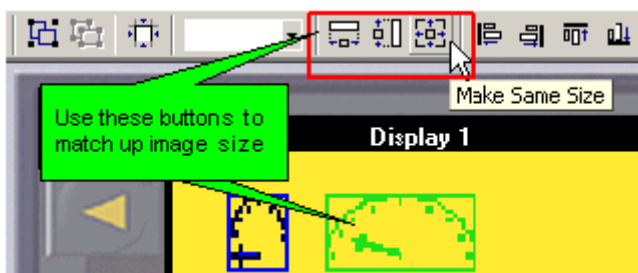 Make Same Size
Use these buttons to
match up image size
Display 1